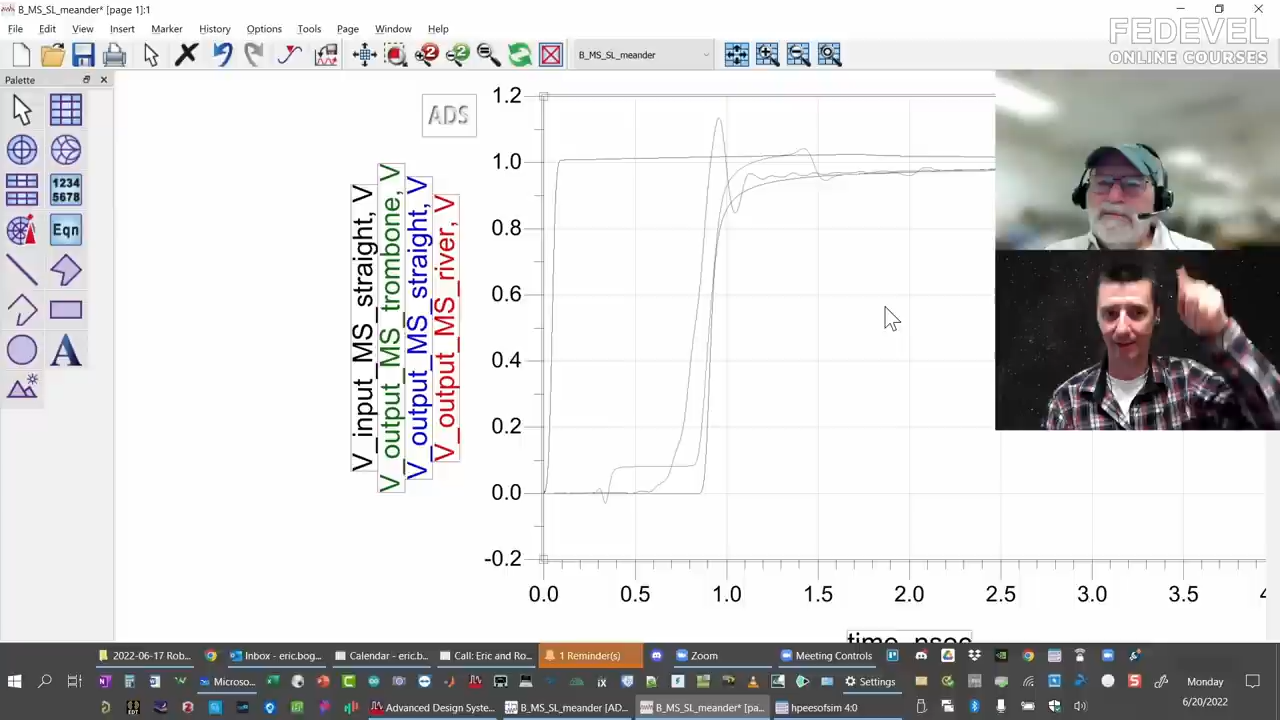 B_MS_SL_meander* [page 1]:1
FEDEVEL
ONLINE COURSES
File Edit View Insert Marker History Options Tools Page Window Help
B_MS_SL_meander
Palette
1234
5678
Eqn
A
ADS
V_input_MS_straight, V
V_output_MS_trombone, V
V_output_MS_straight, V
V_output_MS_river, V
1.2
1.0
0.8
0.6
0.4
0.2
0.0
-0.2
0.0 0.5 1.0 1.5 2.0 2.5 3.0 3.5 4
time, nsec
2022-06-17 Rob...
Inbox - eric.bog...
Calendar - eric.b...
Call: Eric and Ro...
1 Reminder(s)
Zoom
Meeting Controls
Microso...
Settings
Monday
6/20/2022
Advanced Design Syste...
B_MS_SL_meander [AD...
B_MS_SL_meander* [pa...
hpeesofsim 4:0